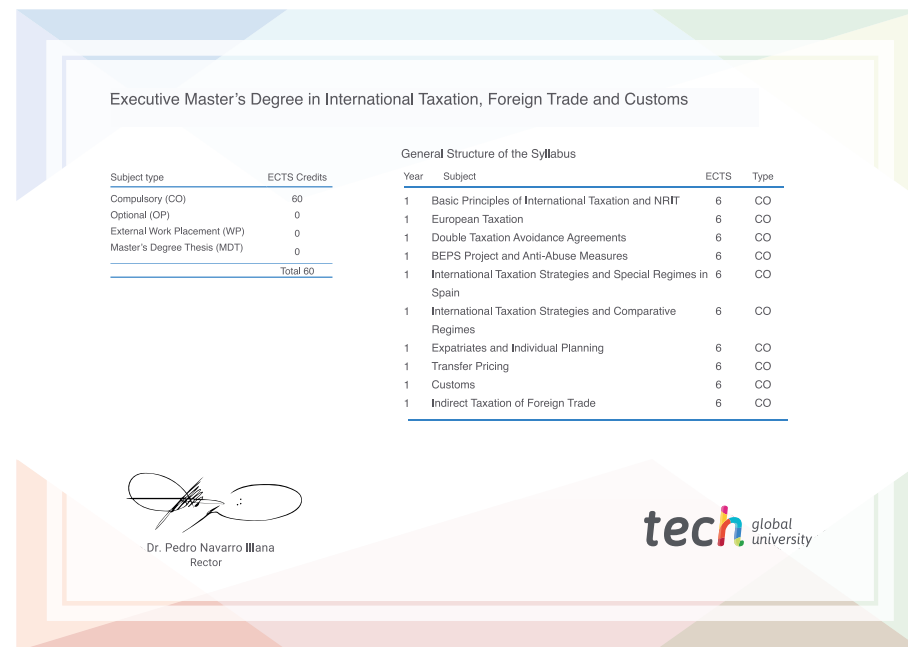 Executive Master's Degree in International Taxation, Foreign Trade and Customs
Subject type ECTS Credits
Compulsory (CO) 60
Optional (OP) 0
External Work Placement (WP) 0
Master's Degree Thesis (MDT) 0
Total 60
General Structure of the Syllabus
Year Subject ECTS Type
1 Basic Principles of International Taxation and NRIT 6 CO
1 European Taxation 6 CO
1 Double Taxation Avoidance Agreements 6 CO
1 BEPS Project and Anti-Abuse Measures 6 CO
1 International Taxation Strategies and Special Regimes in 6 CO
Spain
1 International Taxation Strategies and Comparative 6 CO
Regimes
1 Expatriates and Individual Planning 6 CO
1 Transfer Pricing 6 CO
1 Customs 6 CO
1 Indirect Taxation of Foreign Trade 6 CO
Dr. Pedro Navarro Illana
Rector
tech global
university